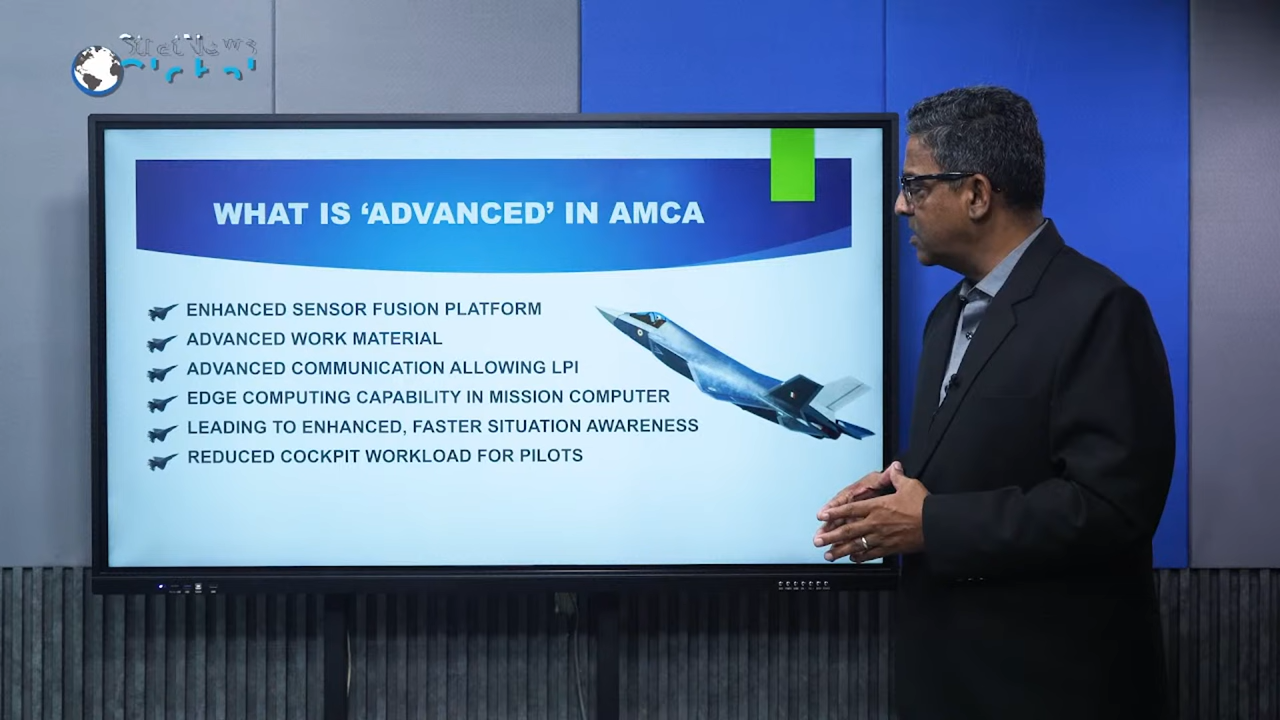 WHAT IS ‘ADVANCED’ IN AMCA
ENHANCED SENSOR FUSION PLATFORM
ADVANCED WORK MATERIAL
ADVANCED COMMUNICATION ALLOWING LPI
EDGE COMPUTING CAPABILITY IN MISSION COMPUTER
LEADING TO ENHANCED, FASTER SITUATION AWARENESS
REDUCED COCKPIT WORKLOAD FOR PILOTS